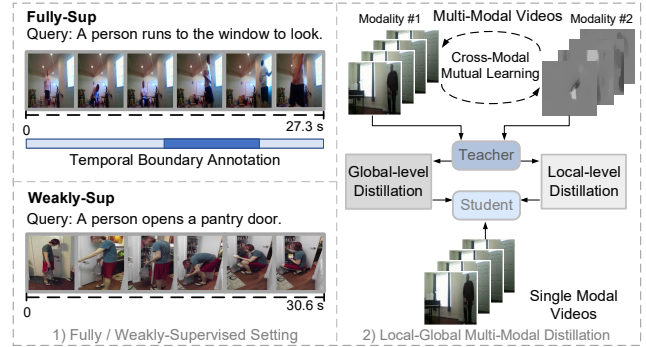 Fully-Sup
Query: A person runs to the window to look.
0
27.3 s
Temporal Boundary Annotation
Weakly-Sup
Query: A person opens a pantry door.
0
30.6 s
1) Fully / Weakly-Supervised Setting
Modality #1
Multi-Modal Videos
Modality #2
Cross-Modal
Mutual Learning
Teacher
Global-level
Distillation
Local-level
Distillation
Student
Single Modal
Videos
2) Local-Global Multi-Modal Distillation